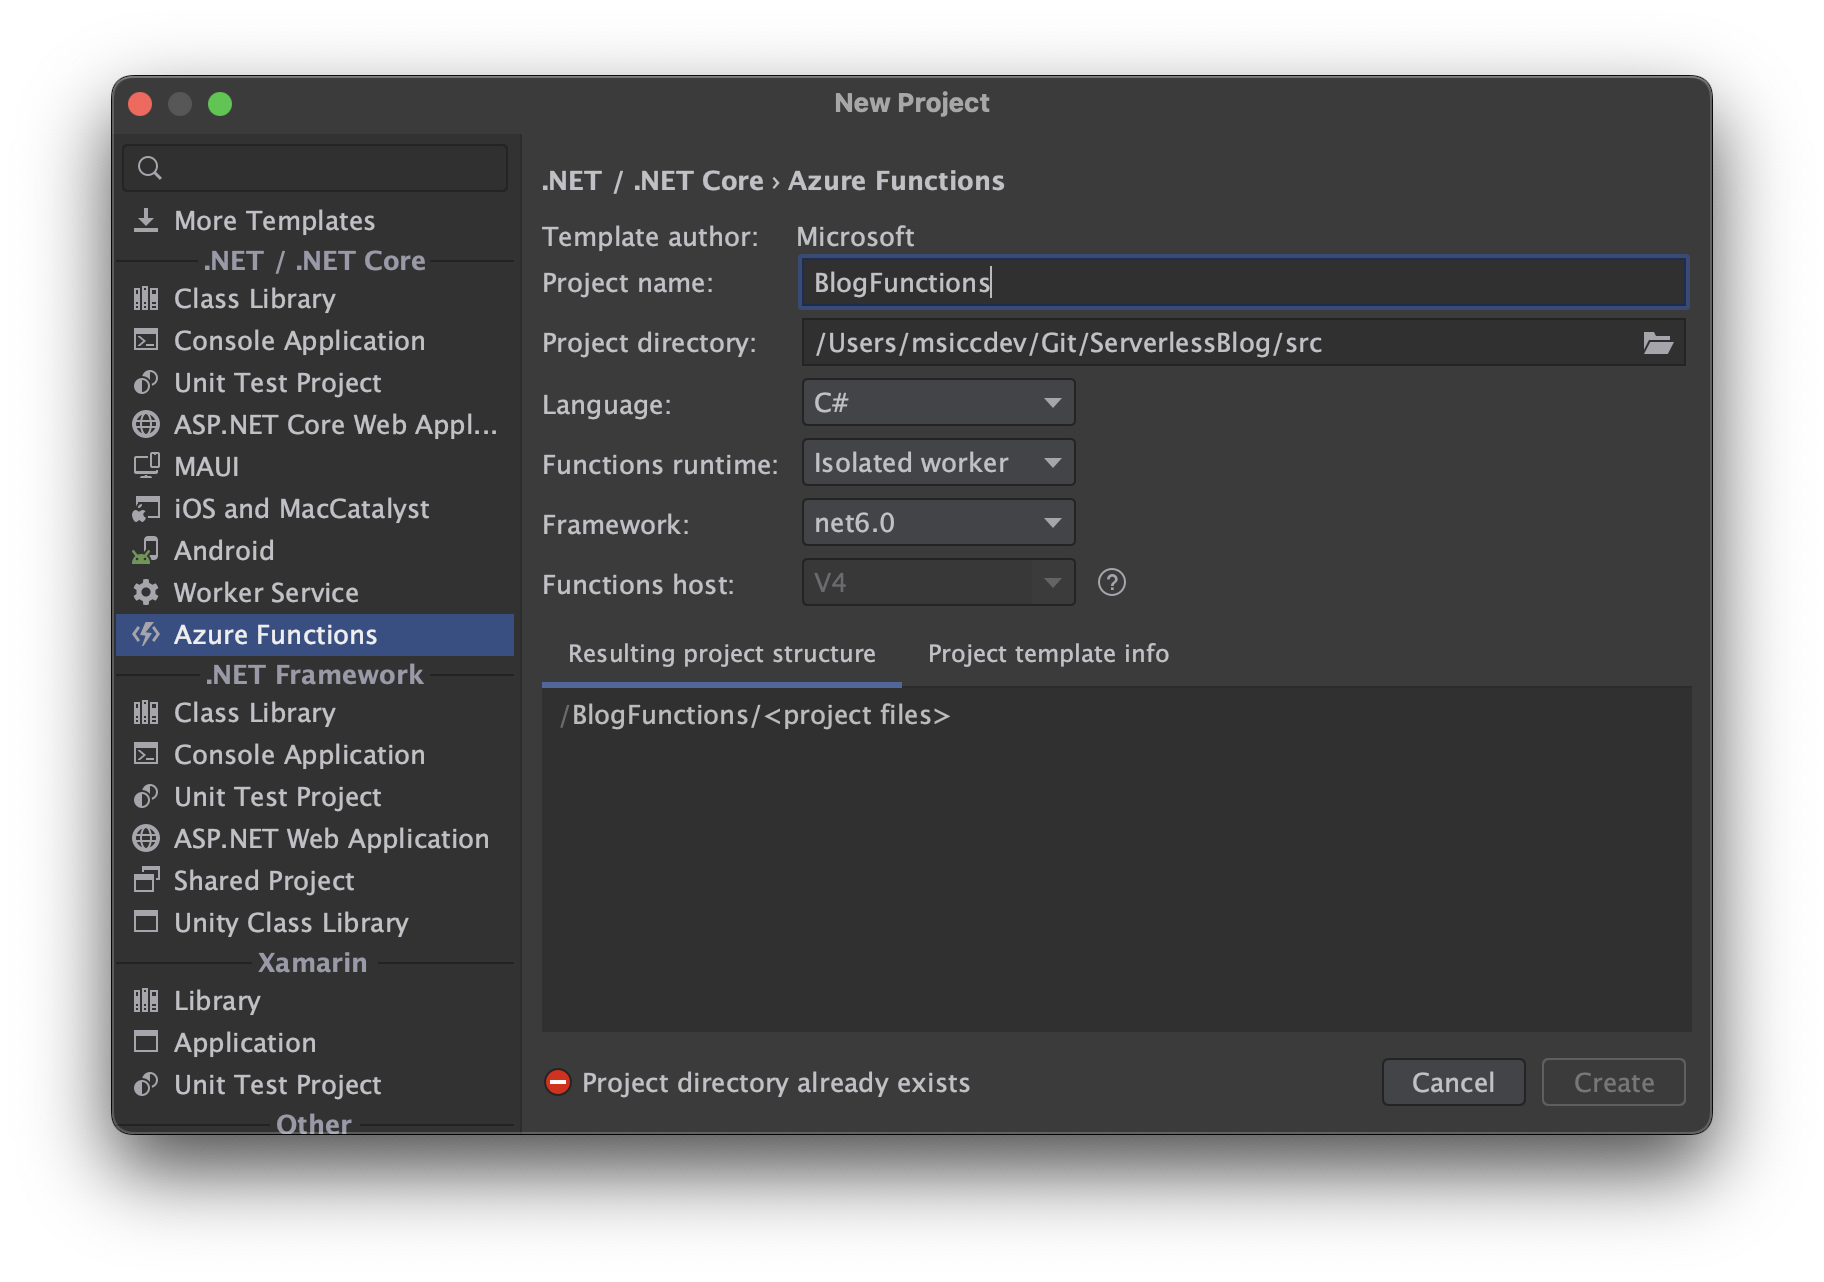 New Project
More Templates
.NET / .NET Core
Class Library
Console Application
Unit Test Project
ASP.NET Core Web Appl...
MAUI
iOS and MacCatalyst
Android
Worker Service
Azure Functions
.NET Framework
Class Library
Console Application
Unit Test Project
ASP.NET Web Application
Shared Project
Unity Class Library
Xamarin
Library
Application
Unit Test Project
Other
.NET / .NET Core › Azure Functions
Template author: Microsoft
Project name: BlogFunctions
Project directory: /Users/msiccdev/Git/ServerlessBlog/src
Language: C#
Functions runtime: Isolated worker
Framework: net6.0
Functions host: V4 ?
Resulting project structure Project template info
/BlogFunctions/<project files>
Project directory already exists
Cancel Create